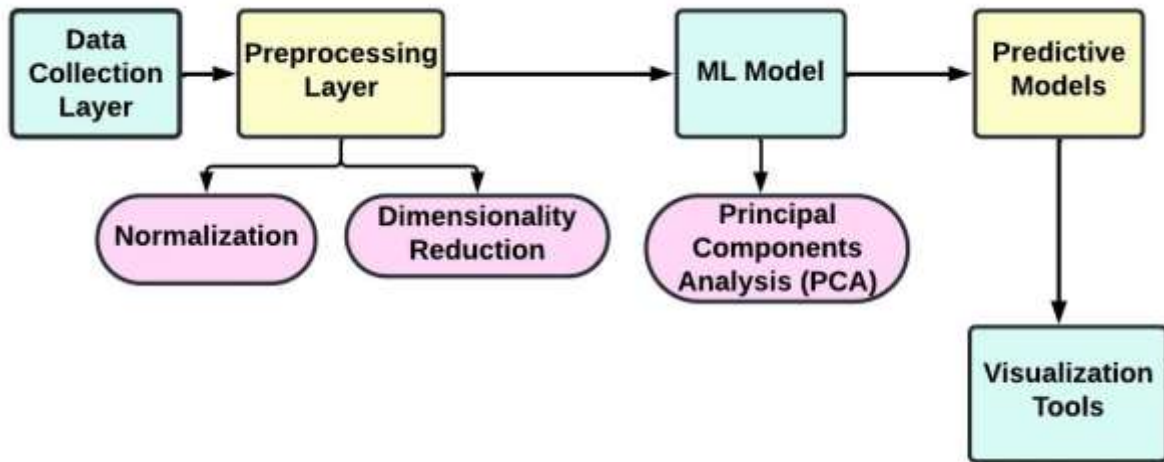 Data
Collection
Layer
Preprocessing
Layer
ML Model
Predictive
Models
Normalization
Dimensionality
Reduction
Principal
Components
Analysis (PCA)
Visualization
Tools